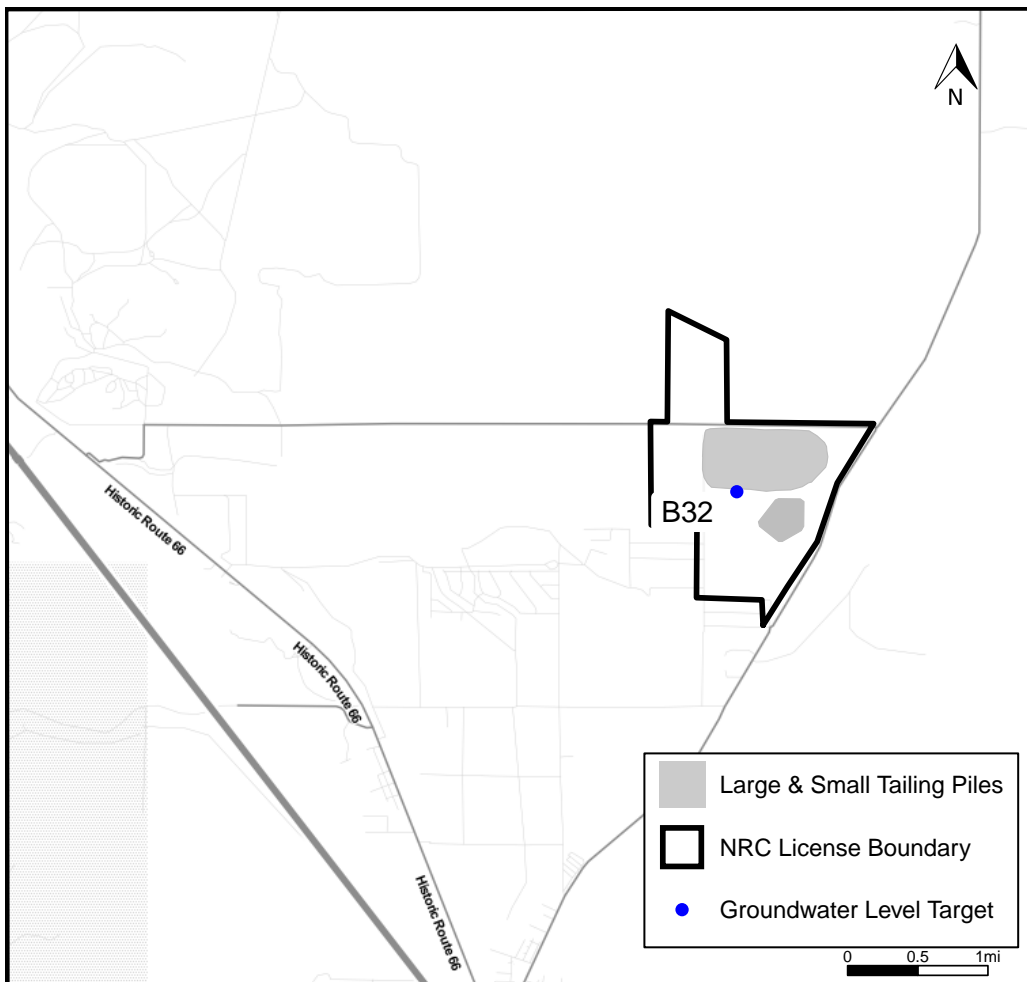 N
B32
Historic Route 66
Historic Route 66
Historic Route 66
Large & Small Tailing Piles
NRC License Boundary
Groundwater Level Target
0 0.5 1mi